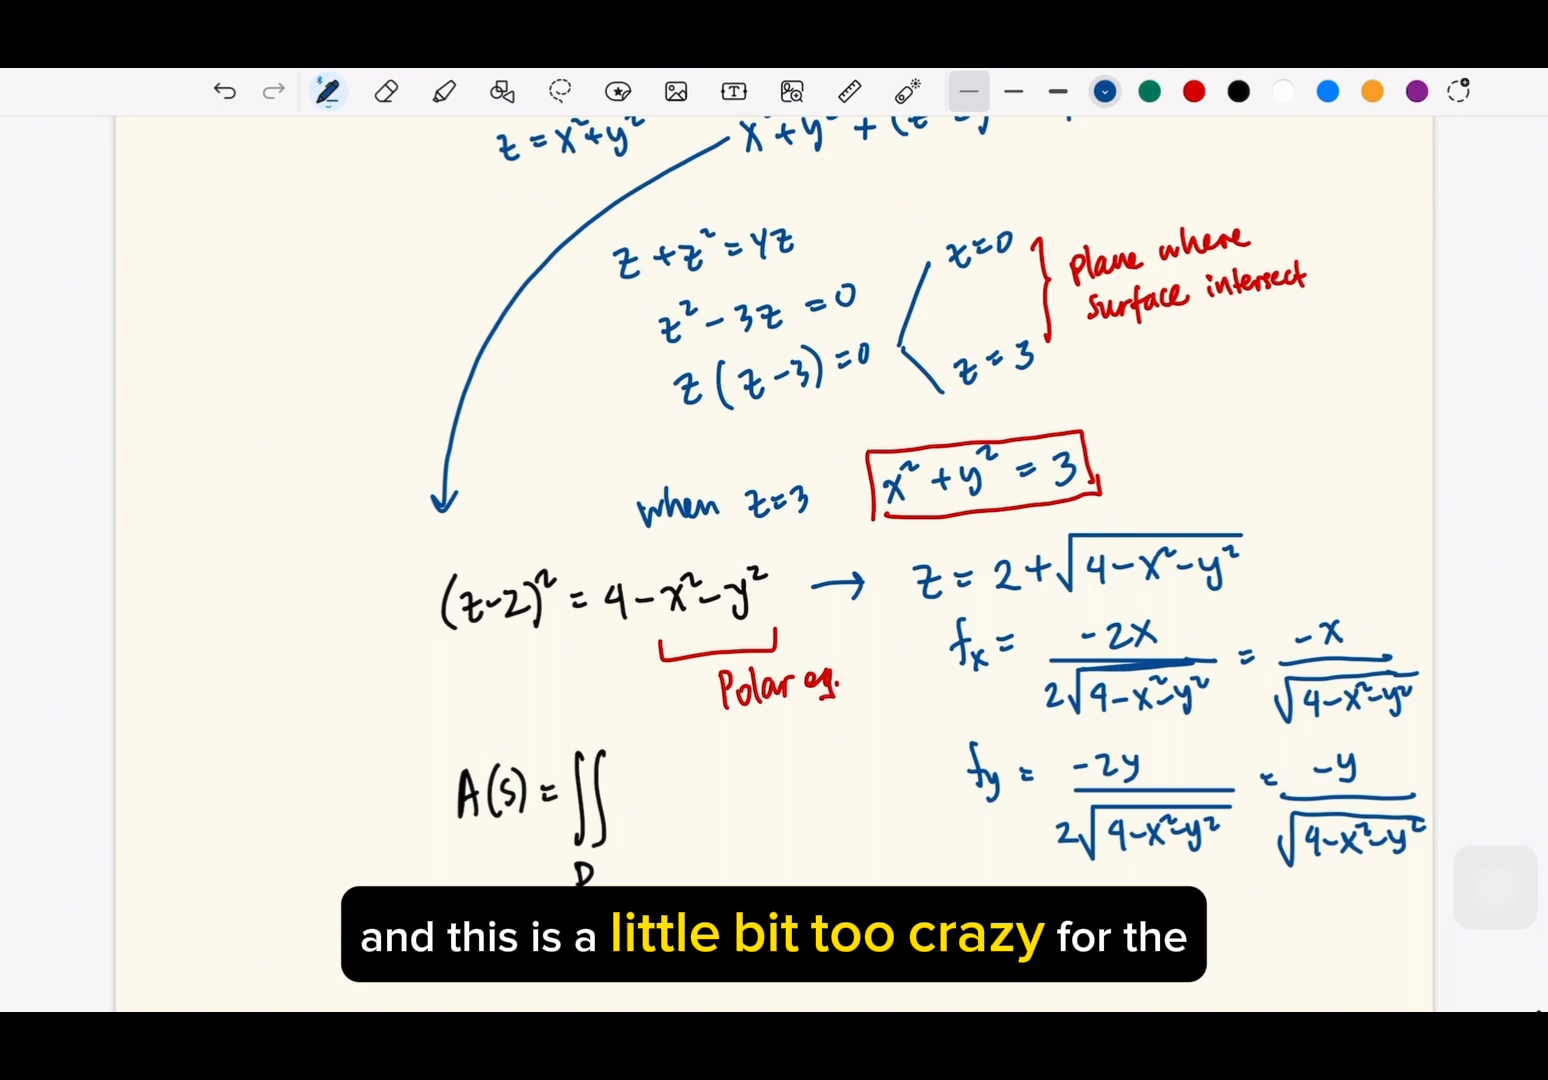 z = x²+y²
x²+y² + (z-2)
z + z² = 4z
z=0
plane where
surface intersect
z² - 3z = 0
z(z-3) = 0
z = 3
when z=3
x² + y² = 3
(z-2)² = 4-x²-y² → z = 2+√4-x²-y²
Polar eq.
fx = -2x / 2√4-x²-y² = -x / √4-x²-y²
A(s) = ∬
D
fy = -2y / 2√4-x²-y² = -y / √4-x²-y²
and this is a little bit too crazy for the